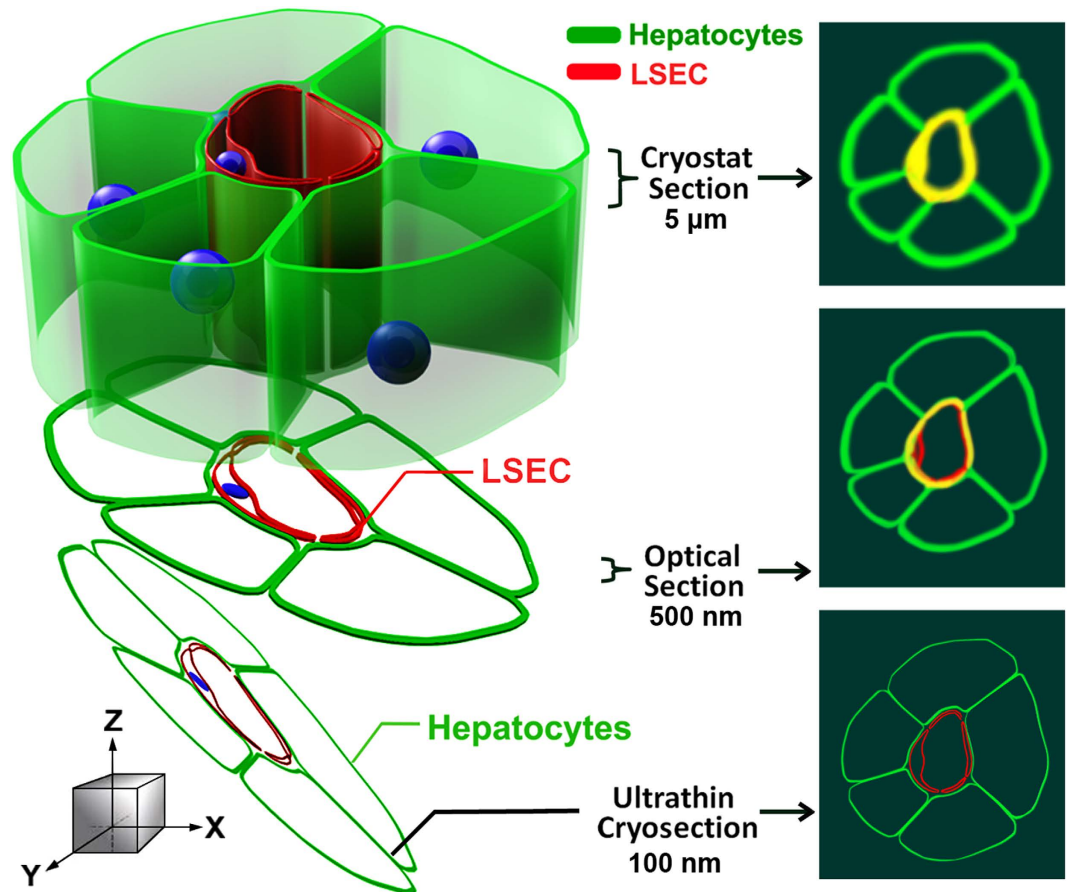 Hepatocytes
LSEC
Cryostat
Section
5 µm
LSEC
Optical
Section
500 nm
Hepatocytes
Ultrathin
Cryosection
100 nm
Z
X
Y